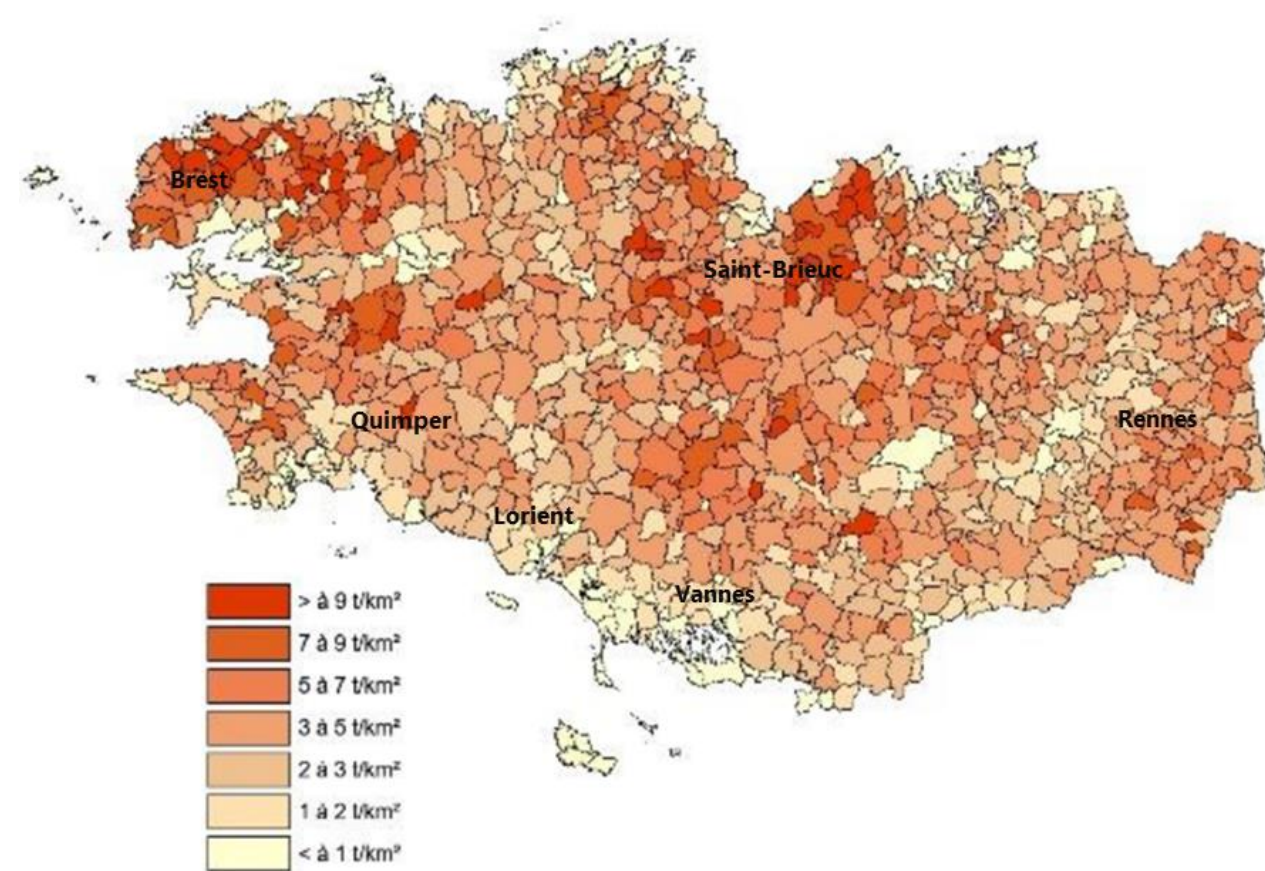 Brest
Saint-Brieuc
Quimper
Rennes
Lorient
Vannes
> à 9 t/km²
7 à 9 t/km²
5 à 7 t/km²
3 à 5 t/km²
2 à 3 t/km²
1 à 2 t/km²
< à 1 t/km²